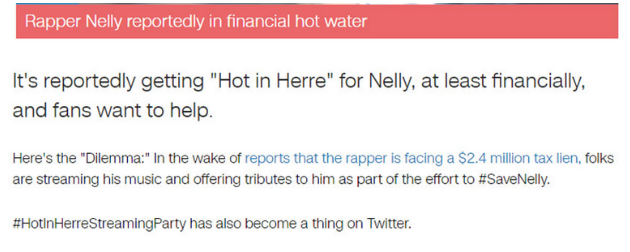 Rapper Nelly reportedly in financial hot water
It's reportedly getting "Hot in Herre" for Nelly, at least financially,
and fans want to help.
Here's the "Dilemma:" In the wake of reports that the rapper is facing a $2.4 million tax lien, folks
are streaming his music and offering tributes to him as part of the effort to #SaveNelly.
#HotInHerreStreamingParty has also become a thing on Twitter.